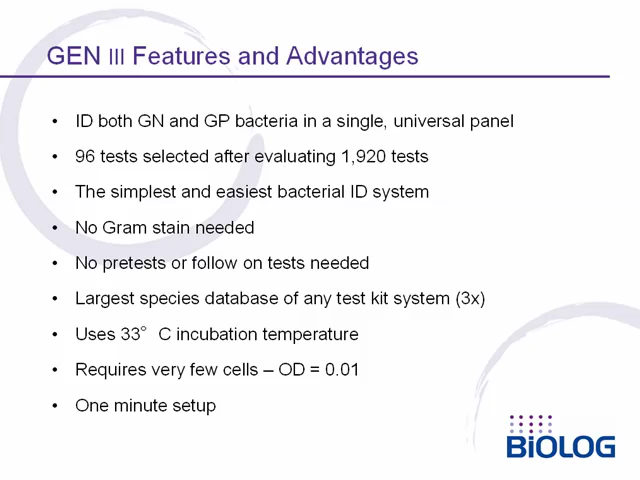 GEN III Features and Advantages
• ID both GN and GP bacteria in a single, universal panel
• 96 tests selected after evaluating 1,920 tests
• The simplest and easiest bacterial ID system
• No Gram stain needed
• No pretests or follow on tests needed
• Largest species database of any test kit system (3x)
• Uses 33° C incubation temperature
• Requires very few cells – OD = 0.01
• One minute setup
BiOLOG